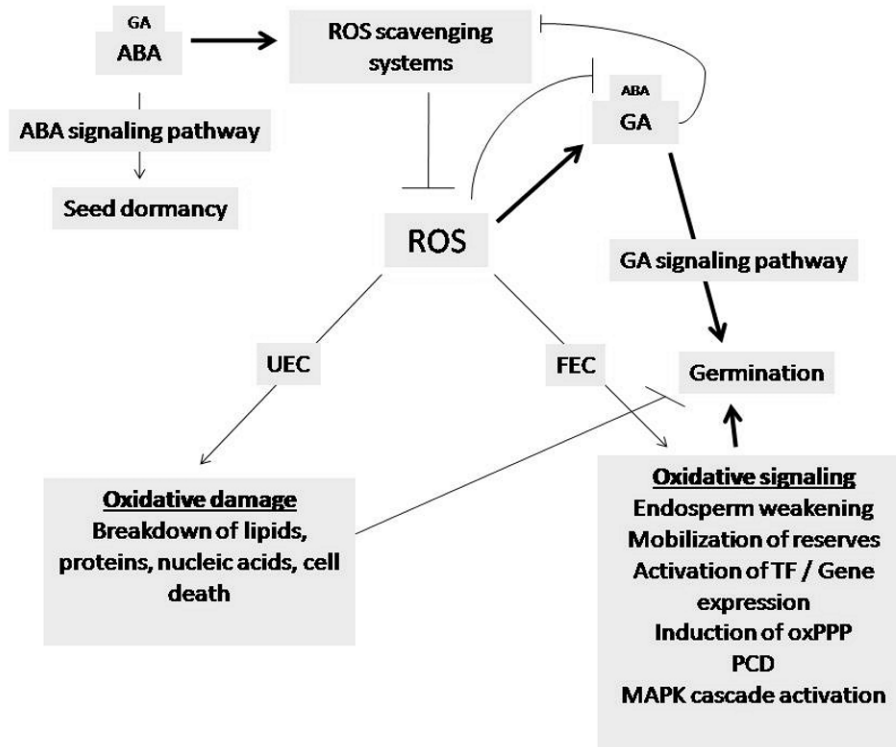 GA
ABA
ROS scavenging
systems
ABA
GA
ABA signaling pathway
Seed dormancy
ROS
GA signaling pathway
UEC
FEC
Germination
Oxidative damage
Breakdown of lipids,
proteins, nucleic acids, cell
death
Oxidative signaling
Endosperm weakening
Mobilization of reserves
Activation of TF / Gene
expression
Induction of oxPPP
PCD
MAPK cascade activation